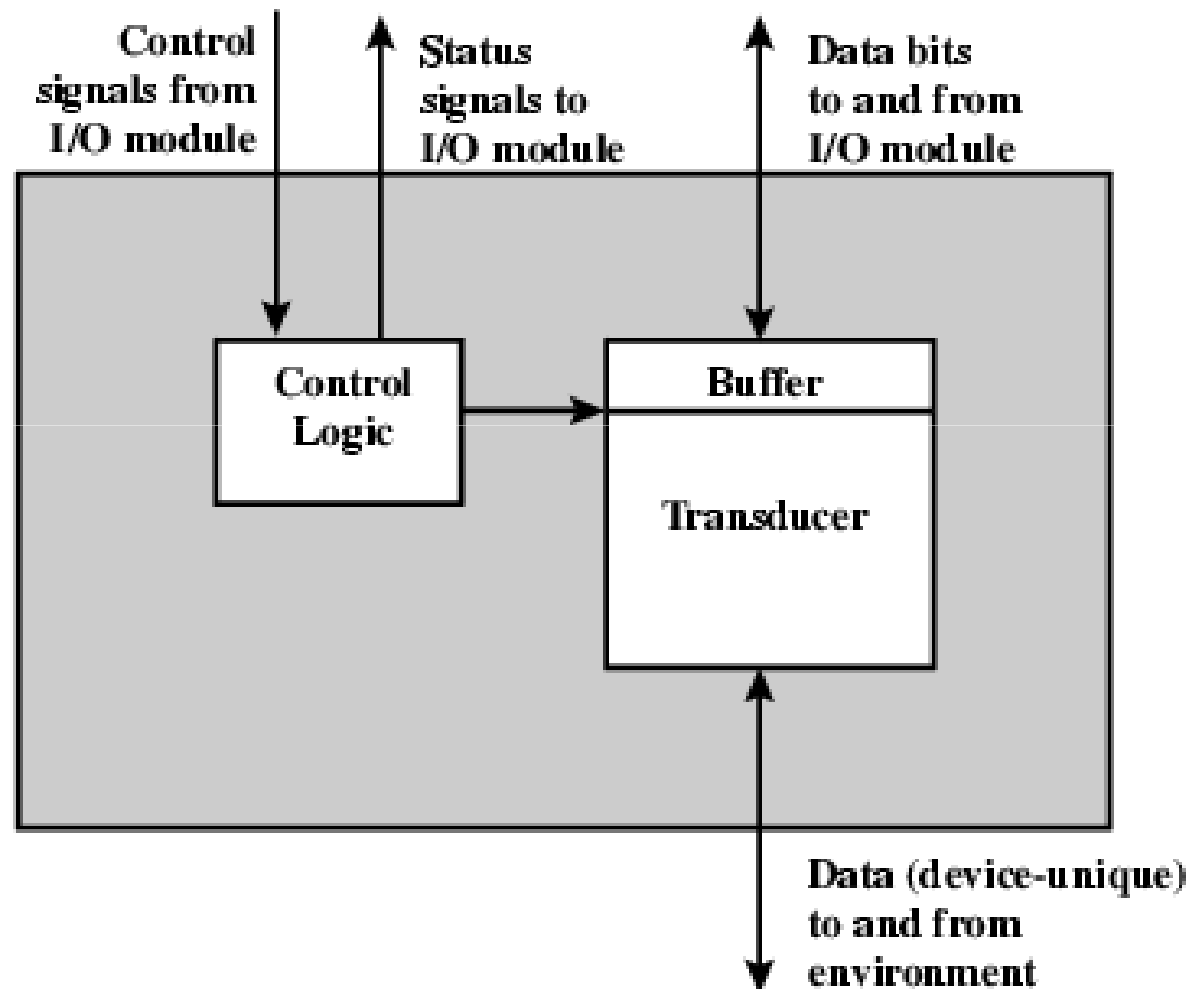 Control
signals from
I/O module
Status
signals to
I/O module
Data bits
to and from
I/O module
Control
Logic
Buffer
Transducer
Data (device-unique)
to and from
environment